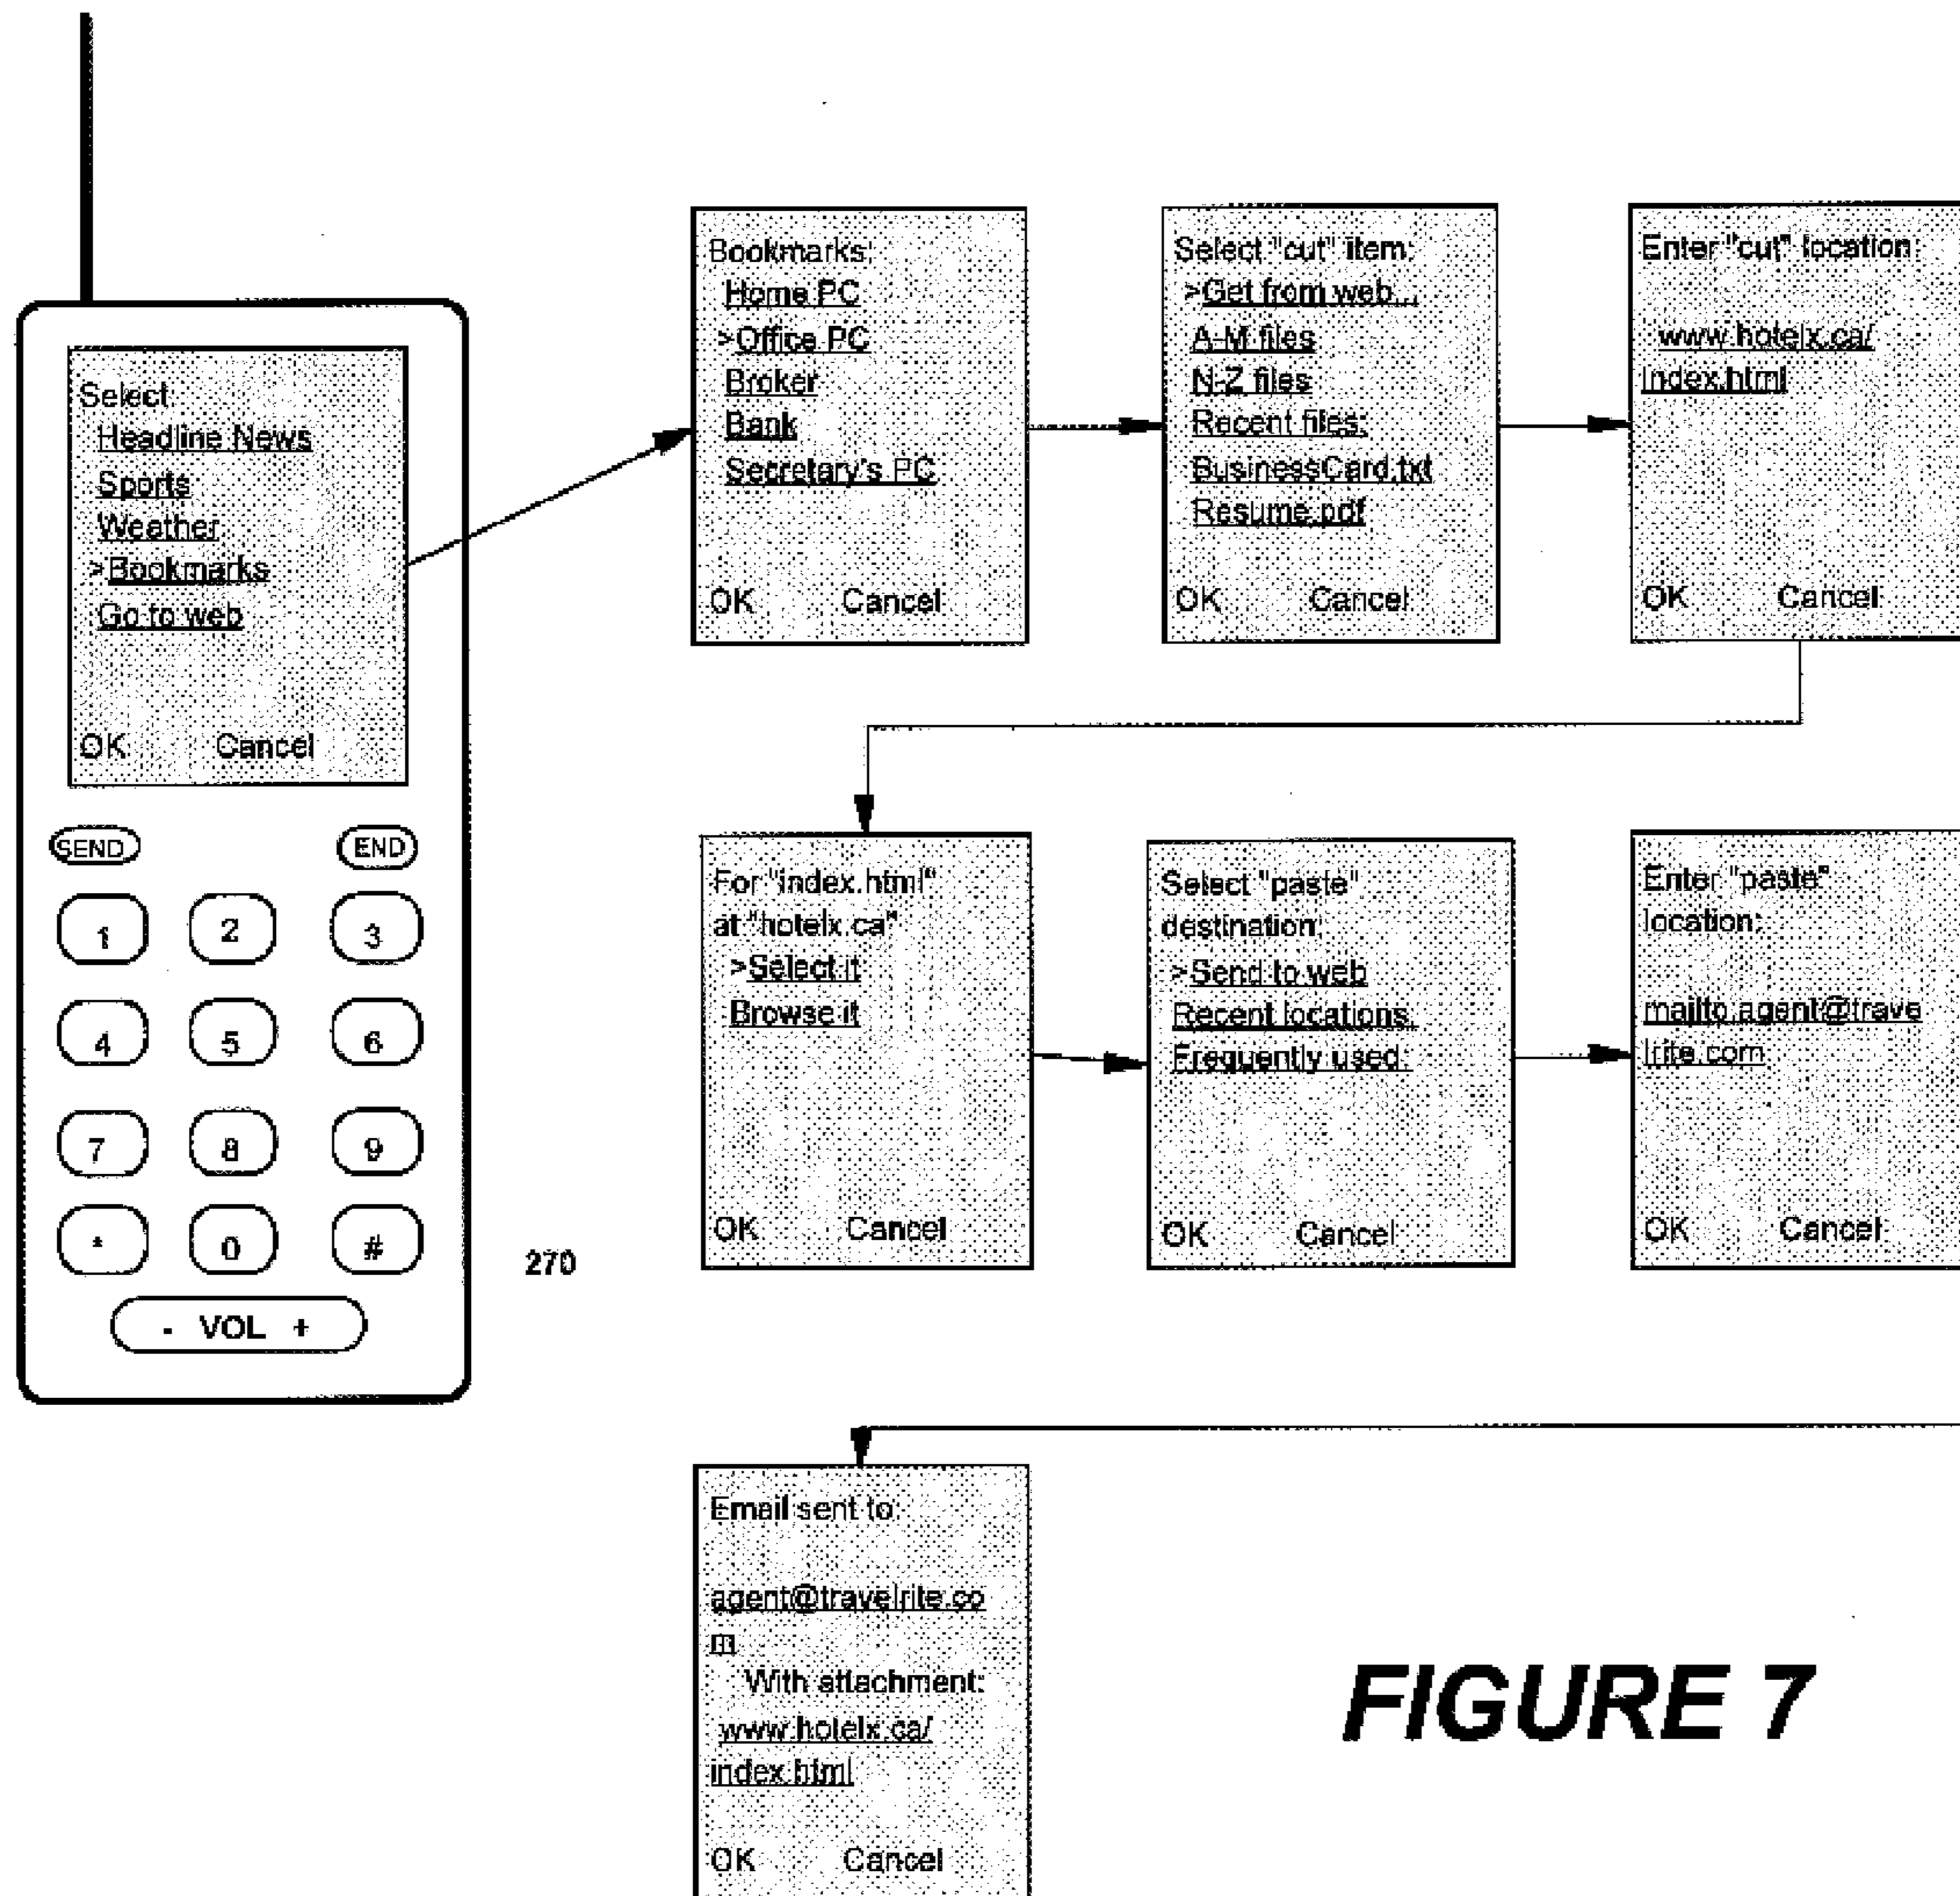 Select:
Headline News
Sports
Weather
>Bookmarks
Go to web
OK Cancel
SEND END
1 2 3
4 5 6
7 8 9
* 0 #
- VOL +
270
Bookmarks:
Home PC
>Office PC
Broker
Bank
Secretary's PC
OK Cancel
Select "cut" item:
>Get from web...
A-M files
N-Z files
Recent files:
BusinessCard.txt
Resume.pdf
OK Cancel
Enter "cut" location:
www.hotelx.ca/
index.html
OK Cancel
For "index.html"
at "hotelx.ca"
>Select it
Browse it
OK Cancel
Select "paste"
destination:
>Send to web
Recent locations:
Frequently used:
OK Cancel
Enter "paste"
location:
mailto.agent@trave
lrite.com
OK Cancel
Email sent to:
agent@travelrite.co
m
With attachment:
www.hotelx.ca/
index.html
OK Cancel
FIGURE 7